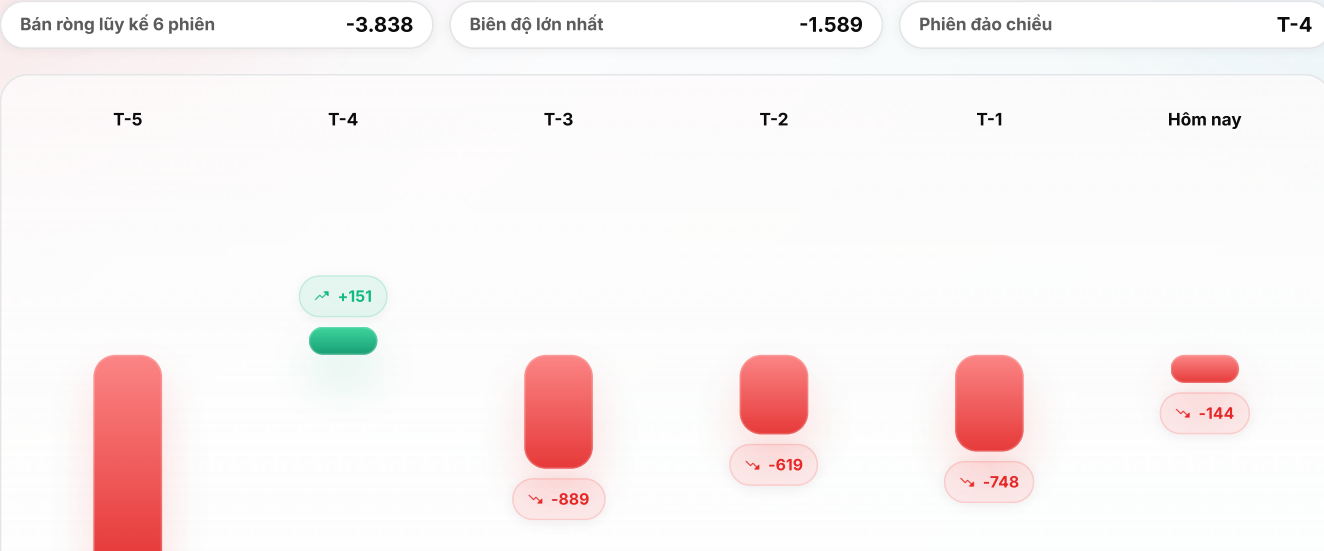 Bán ròng lũy kế 6 phiên -3.838
Biên độ lớn nhất -1.589
Phiên đảo chiều T-4
T-5 T-4 T-3 T-2 T-1 Hôm nay
+151
-144
-619
-748
-889